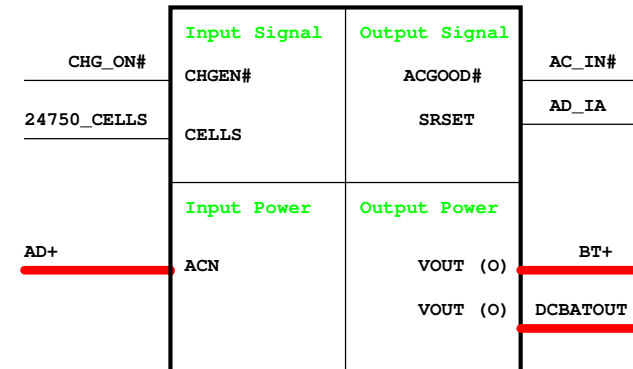 Input Signal Output Signal
CHG_ON# CHGEN# ACGOOD# AC_IN#
24750_CELLS CELLS SRSET AD_IA
Input Power Output Power
AD+ ACN VOUT (O) BT+
VOUT (O) DCBATOUT